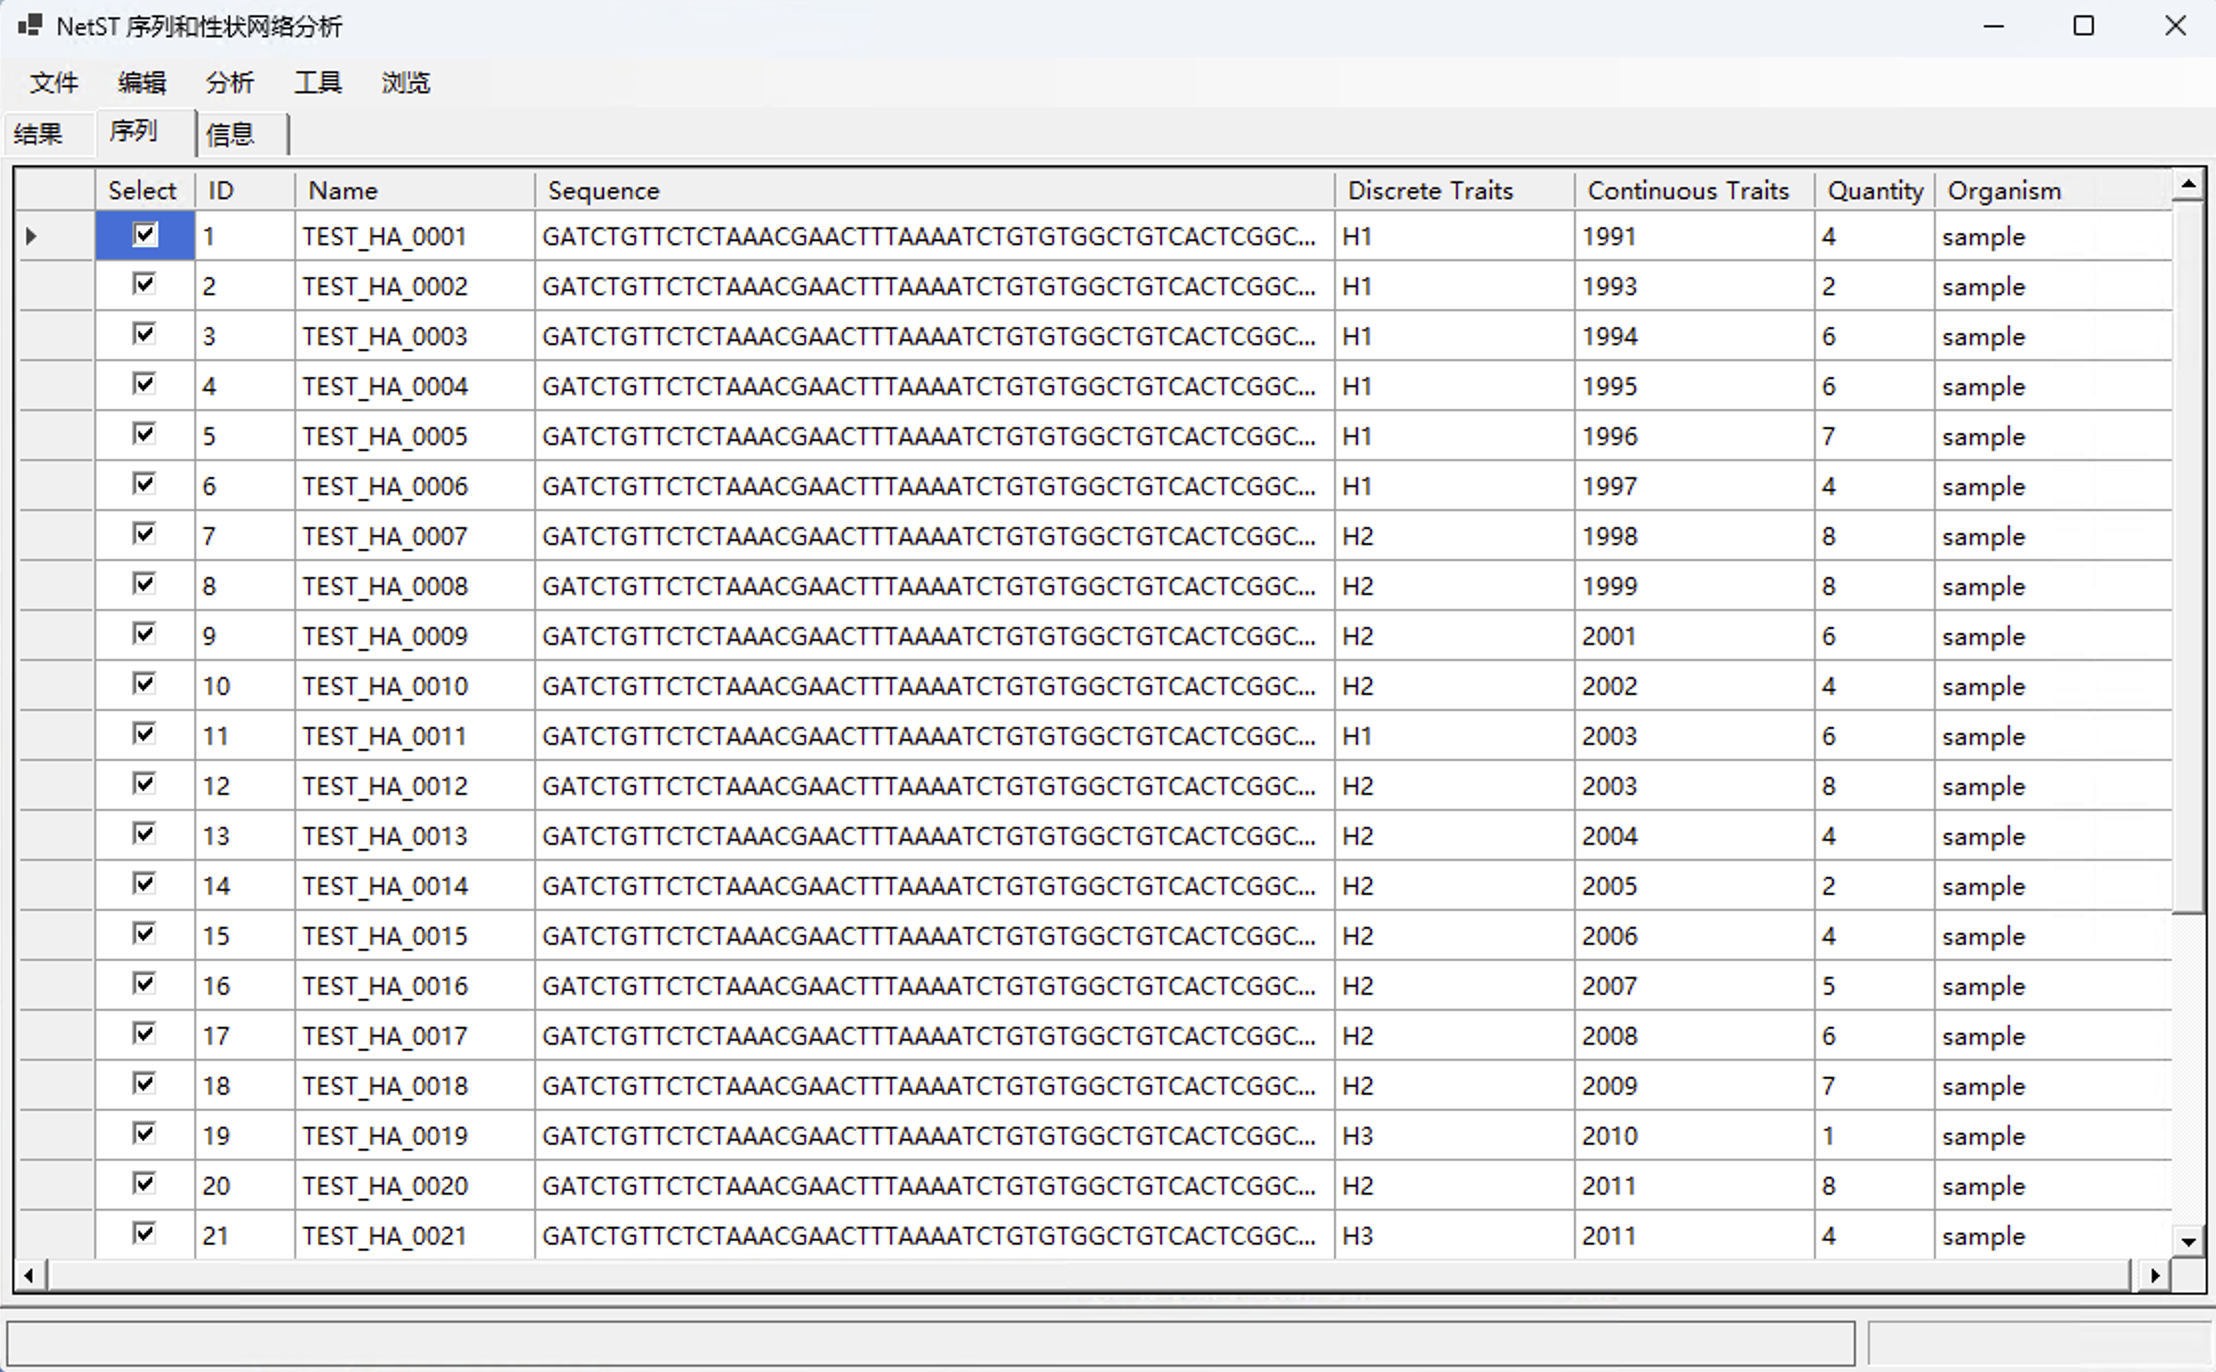 NetST 序列和性状网络分析
文件 编辑 分析 工具 浏览
结果 序列 信息
Select ID Name Sequence Discrete Traits Continuous Traits Quantity Organism
1 TEST_HA_0001 GATCTGTTCTCTAAACGAACTTTAAAATCTGTGTGGCTGTCACTCGGC... H1 1991 4 sample
2 TEST_HA_0002 GATCTGTTCTCTAAACGAACTTTAAAATCTGTGTGGCTGTCACTCGGC... H1 1993 2 sample
3 TEST_HA_0003 GATCTGTTCTCTAAACGAACTTTAAAATCTGTGTGGCTGTCACTCGGC... H1 1994 6 sample
4 TEST_HA_0004 GATCTGTTCTCTAAACGAACTTTAAAATCTGTGTGGCTGTCACTCGGC... H1 1995 6 sample
5 TEST_HA_0005 GATCTGTTCTCTAAACGAACTTTAAAATCTGTGTGGCTGTCACTCGGC... H1 1996 7 sample
6 TEST_HA_0006 GATCTGTTCTCTAAACGAACTTTAAAATCTGTGTGGCTGTCACTCGGC... H1 1997 4 sample
7 TEST_HA_0007 GATCTGTTCTCTAAACGAACTTTAAAATCTGTGTGGCTGTCACTCGGC... H2 1998 8 sample
8 TEST_HA_0008 GATCTGTTCTCTAAACGAACTTTAAAATCTGTGTGGCTGTCACTCGGC... H2 1999 8 sample
9 TEST_HA_0009 GATCTGTTCTCTAAACGAACTTTAAAATCTGTGTGGCTGTCACTCGGC... H2 2001 6 sample
10 TEST_HA_0010 GATCTGTTCTCTAAACGAACTTTAAAATCTGTGTGGCTGTCACTCGGC... H2 2002 4 sample
11 TEST_HA_0011 GATCTGTTCTCTAAACGAACTTTAAAATCTGTGTGGCTGTCACTCGGC... H1 2003 6 sample
12 TEST_HA_0012 GATCTGTTCTCTAAACGAACTTTAAAATCTGTGTGGCTGTCACTCGGC... H2 2003 8 sample
13 TEST_HA_0013 GATCTGTTCTCTAAACGAACTTTAAAATCTGTGTGGCTGTCACTCGGC... H2 2004 4 sample
14 TEST_HA_0014 GATCTGTTCTCTAAACGAACTTTAAAATCTGTGTGGCTGTCACTCGGC... H2 2005 2 sample
15 TEST_HA_0015 GATCTGTTCTCTAAACGAACTTTAAAATCTGTGTGGCTGTCACTCGGC... H2 2006 4 sample
16 TEST_HA_0016 GATCTGTTCTCTAAACGAACTTTAAAATCTGTGTGGCTGTCACTCGGC... H2 2007 5 sample
17 TEST_HA_0017 GATCTGTTCTCTAAACGAACTTTAAAATCTGTGTGGCTGTCACTCGGC... H2 2008 6 sample
18 TEST_HA_0018 GATCTGTTCTCTAAACGAACTTTAAAATCTGTGTGGCTGTCACTCGGC... H2 2009 7 sample
19 TEST_HA_0019 GATCTGTTCTCTAAACGAACTTTAAAATCTGTGTGGCTGTCACTCGGC... H3 2010 1 sample
20 TEST_HA_0020 GATCTGTTCTCTAAACGAACTTTAAAATCTGTGTGGCTGTCACTCGGC... H2 2011 8 sample
21 TEST_HA_0021 GATCTGTTCTCTAAACGAACTTTAAAATCTGTGTGGCTGTCACTCGGC... H3 2011 4 sample